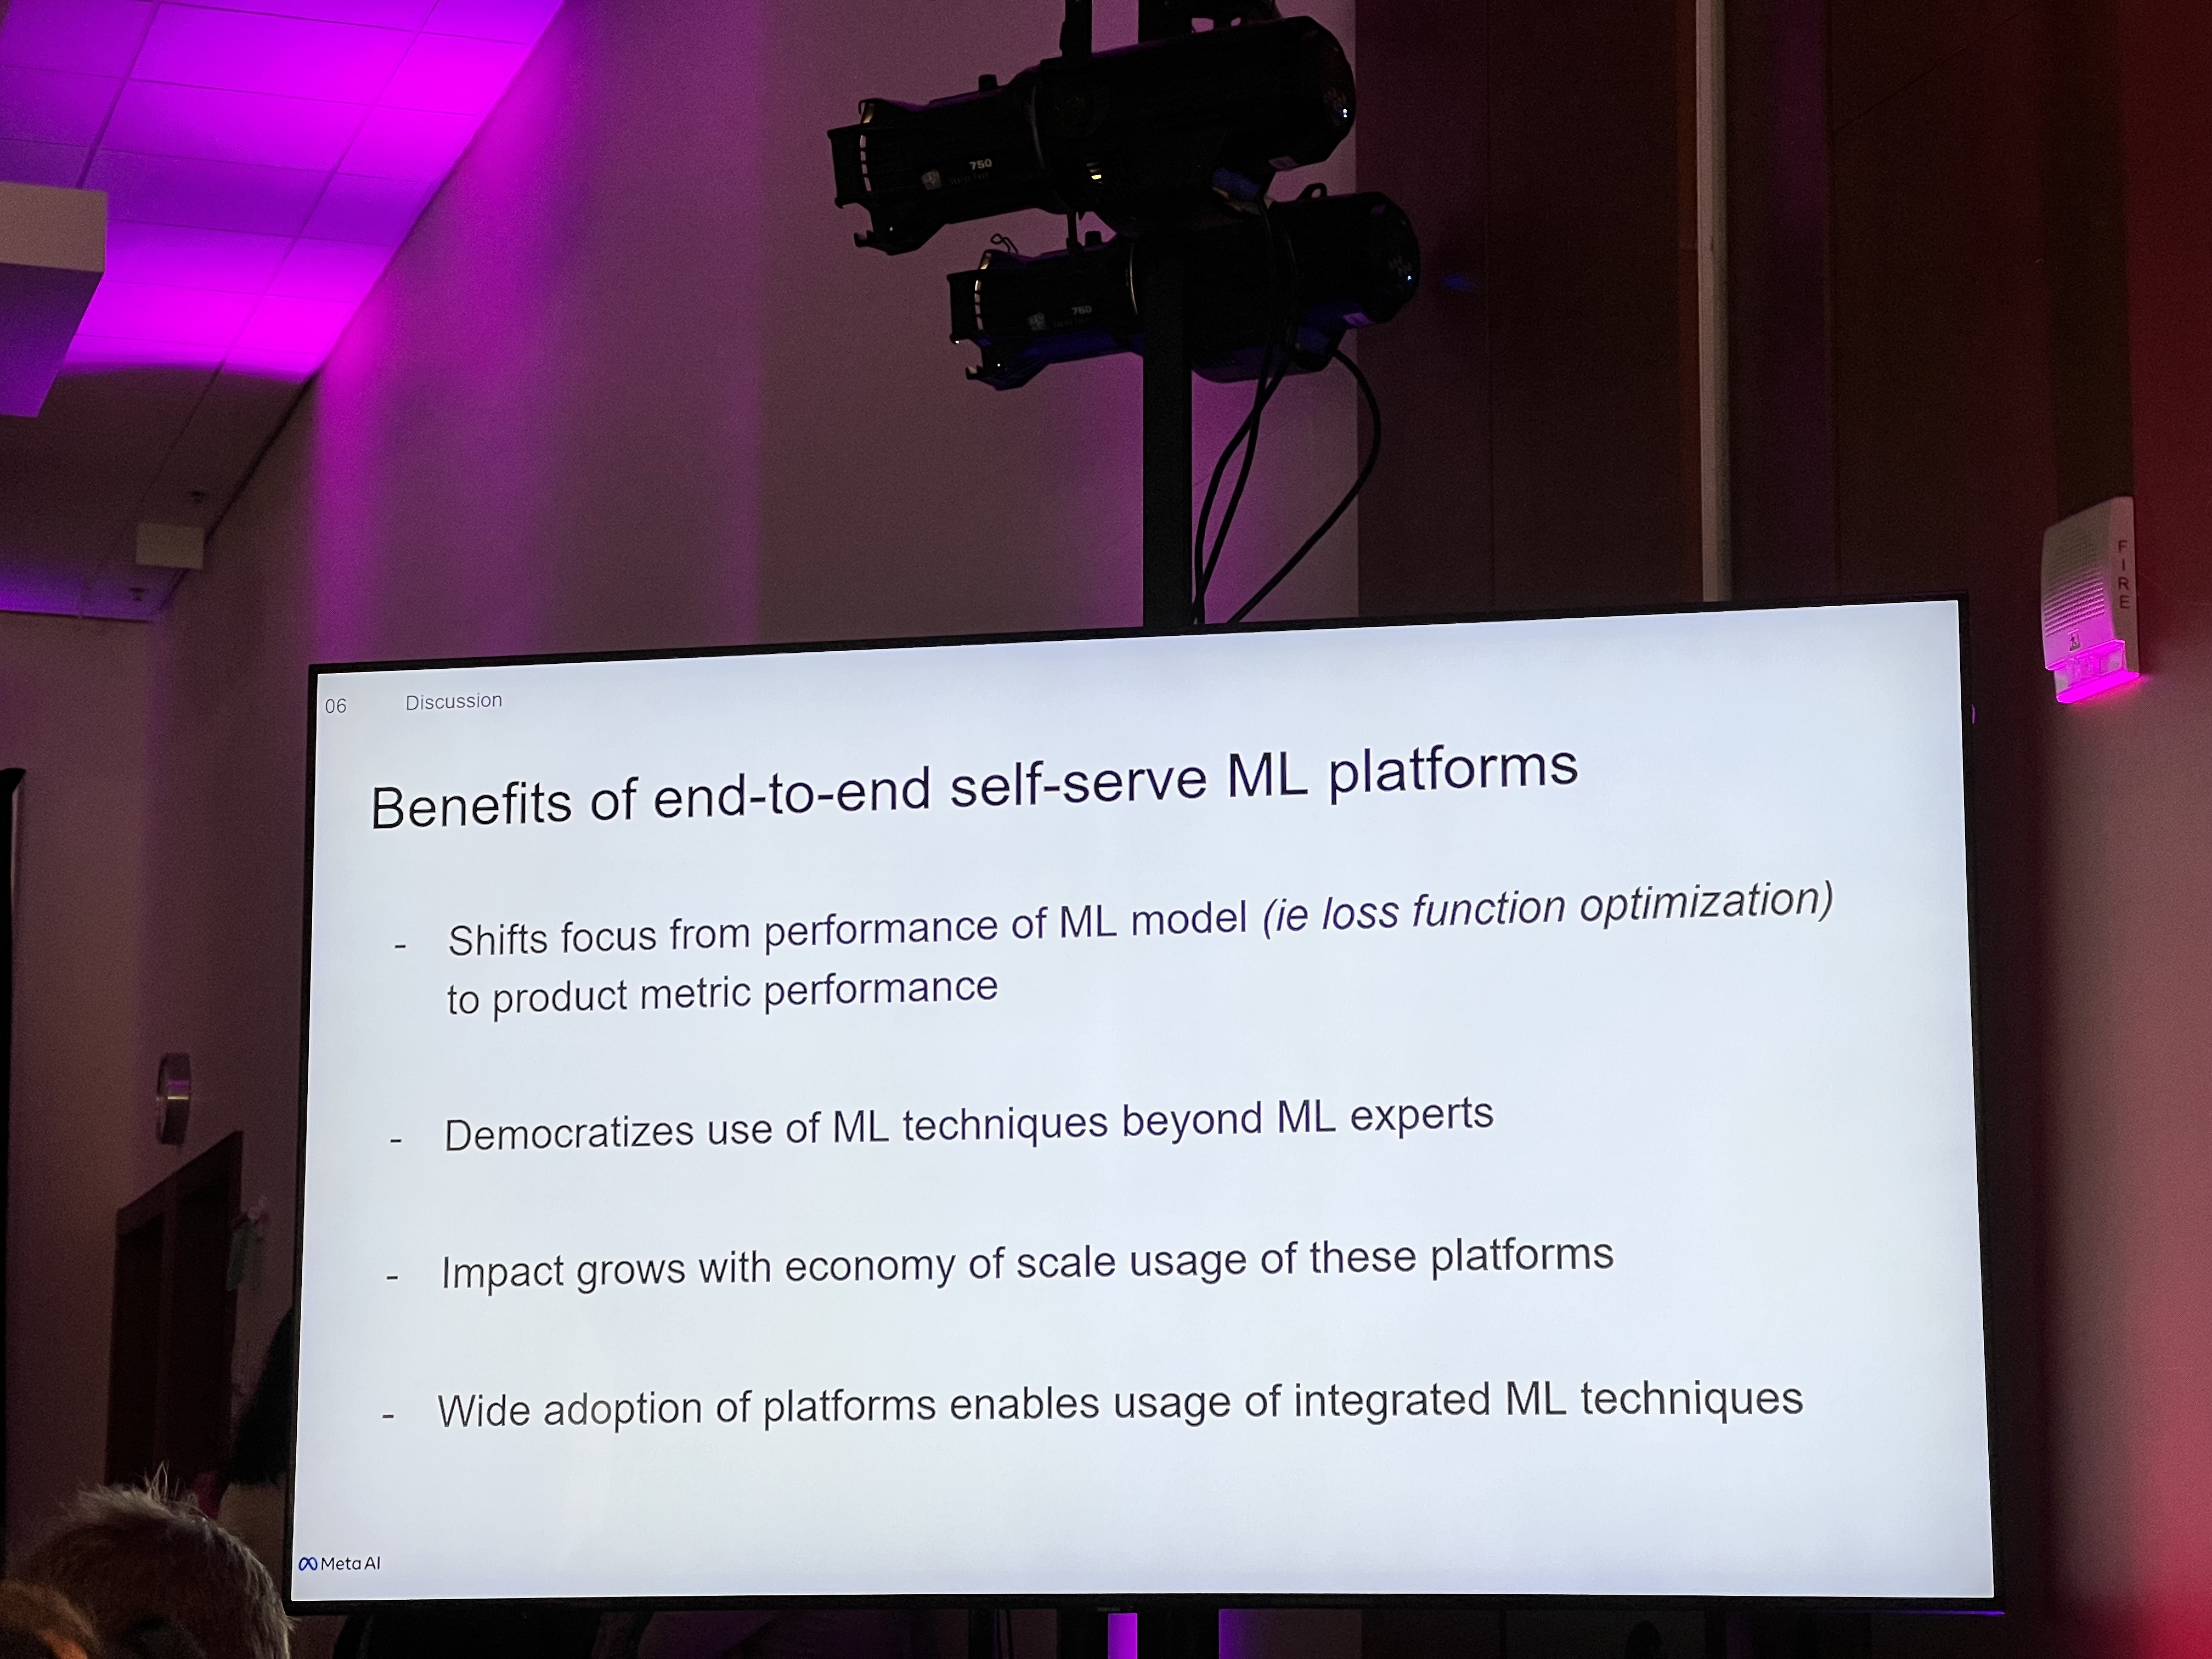 750
750
FIRE
06 Discussion
Benefits of end-to-end self-serve ML platforms
- Shifts focus from performance of ML model (ie loss function optimization)
to product metric performance
- Democratizes use of ML techniques beyond ML experts
- Impact grows with economy of scale usage of these platforms
- Wide adoption of platforms enables usage of integrated ML techniques
Meta AI